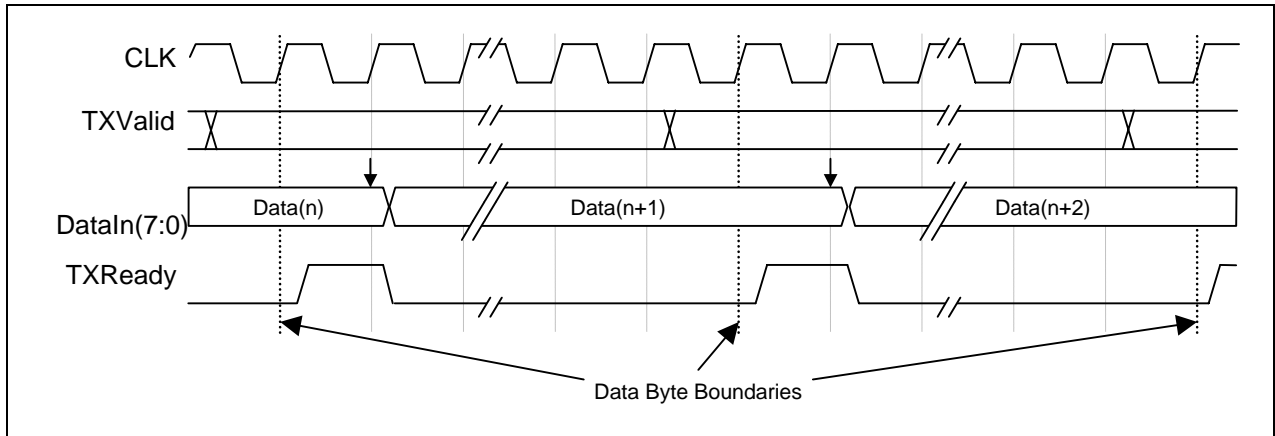 CLK
TXValid
Data(n)
Data(n+1)
Data(n+2)
DataIn(7:0)
TXReady
Data Byte Boundaries